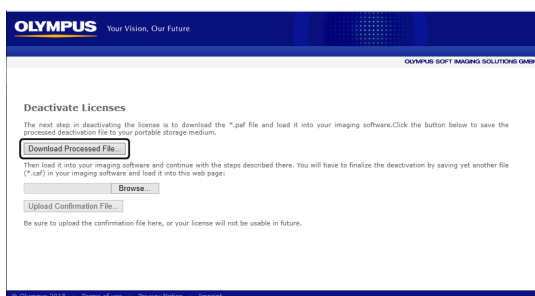 OLYMPUS Your Vision, Our Future
OLYMPUS SOFT IMAGING SOLUTIONS GMBH
Deactivate Licenses
The next step in deactivating the license is to download the *.paf file and load it into your imaging software.Click the button below to save the
processed deactivation file to your portable storage medium.
Download Processed File...
Then load it into your imaging software and continue with the steps described there. You will have to finalize the deactivation by saving yet another file
(*.caf) in your imaging software and load it into this web page:
Browse...
Upload Confirmation File...
Be sure to upload the confirmation file here, or your license will not be usable in future.
© Olympus 2018 Terms of use Privacy Notice Imprint